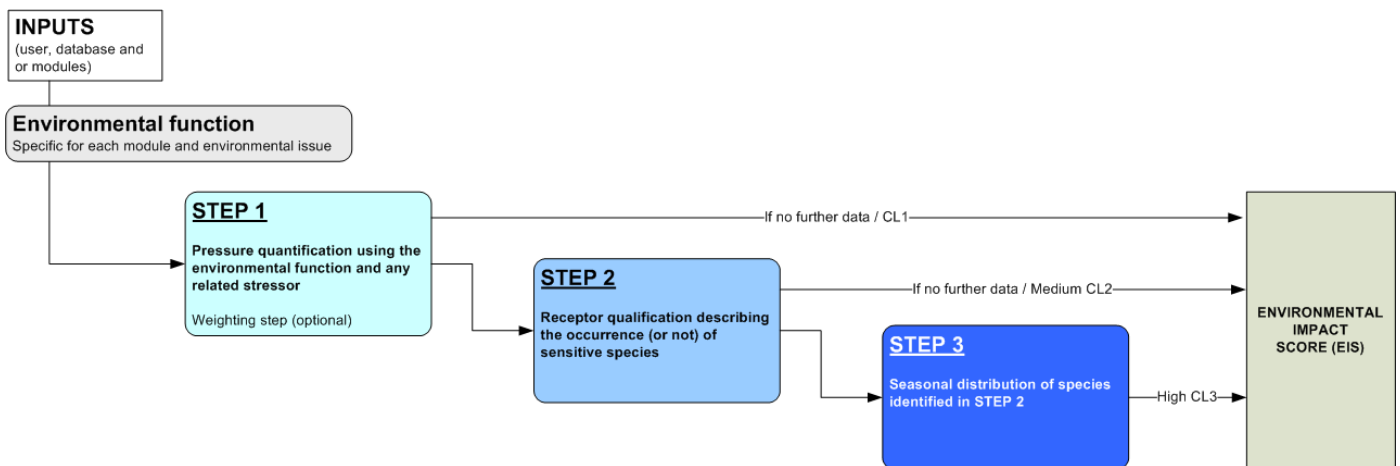 INPUTS
(user, database and
or modules)
Environmental function
Specific for each module and environmental issue
STEP 1
Pressure quantification using the
environmental function and any
related stressor
Weighting step (optional)
If no further data / CL1
STEP 2
Receptor qualification describing
the occurrence (or not) of
sensitive species
If no further data / Medium CL2
STEP 3
Seasonal distribution of species
identified in STEP 2
High CL3
ENVIRONMENTAL
IMPACT
SCORE (EIS)